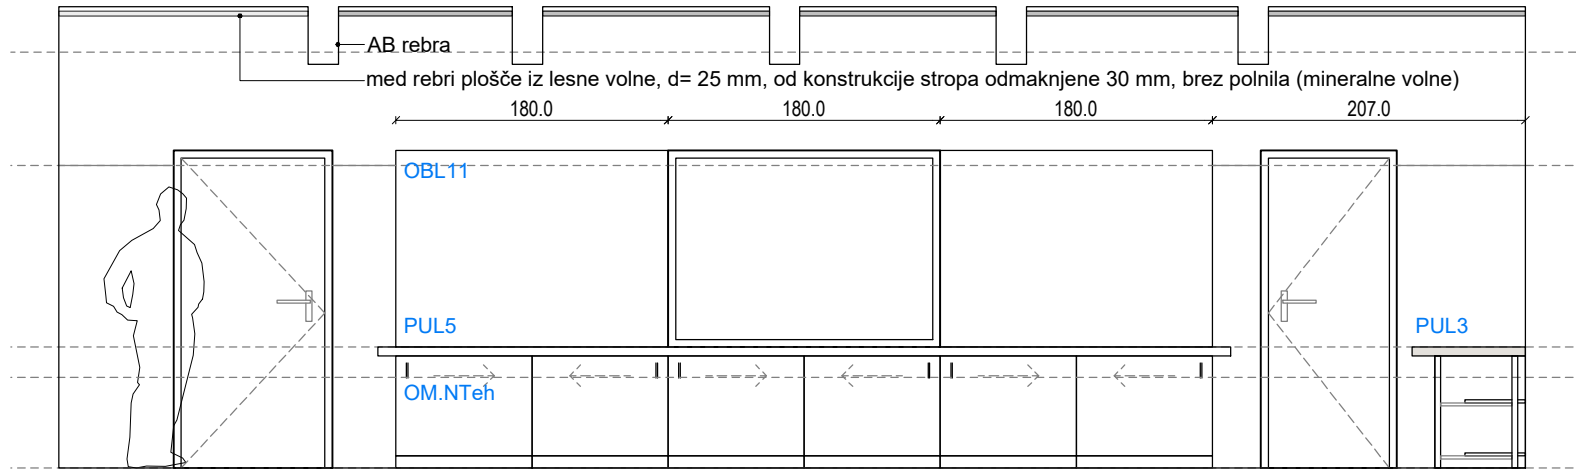 AB rebra
med rebri plošče iz lesne volne, d= 25 mm, od konstrukcije stropa odmaknjene 30 mm, brez polnila (mineralne volne)
180.0 180.0 180.0 207.0
OBL11
PUL5 PUL3
OM.NTeh